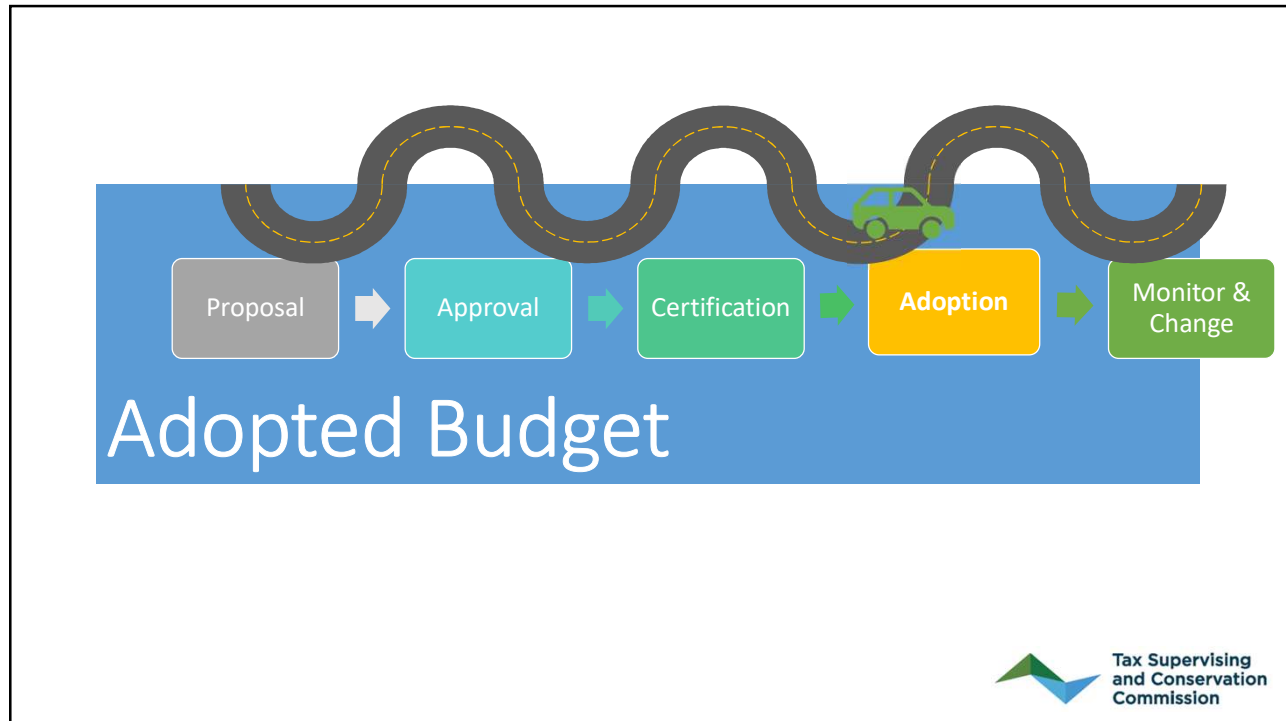 Proposal
Approval
Certification
Adoption
Monitor &
Change
Adopted Budget
Tax Supervising
and Conservation
Commission